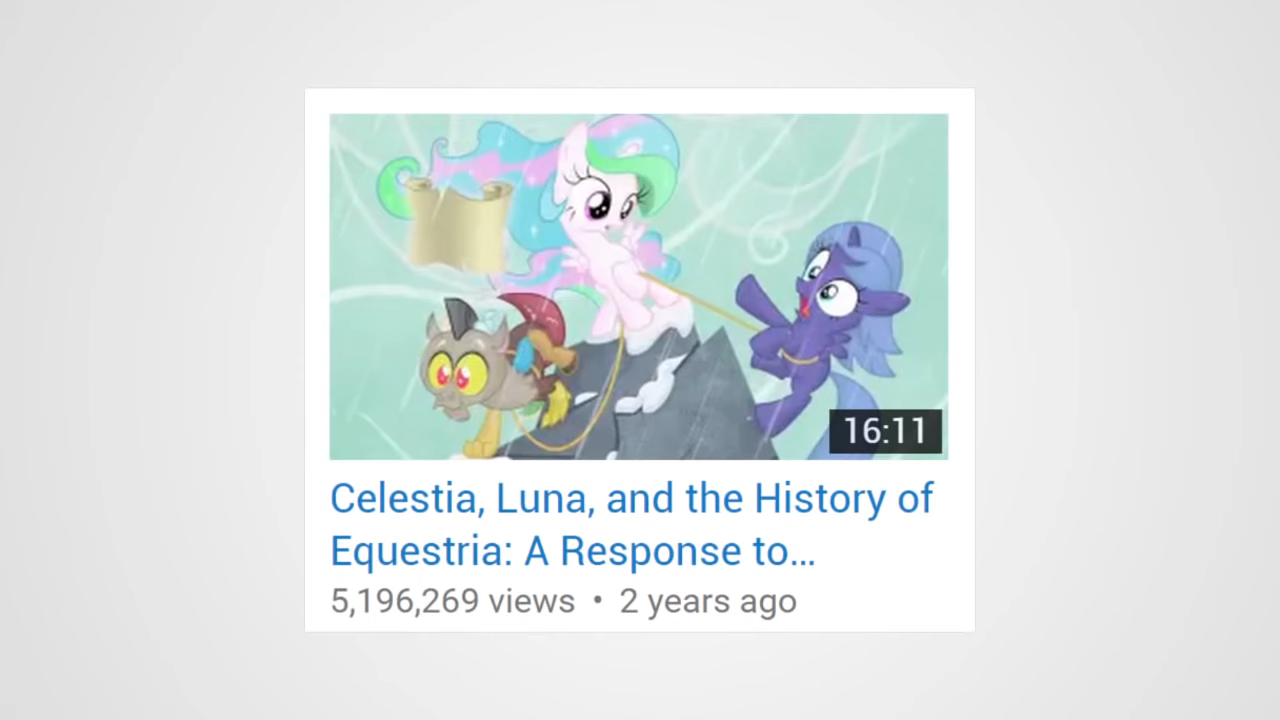 16:11
Celestia, Luna, and the History of
Equestria: A Response to...
5,196,269 views • 2 years ago